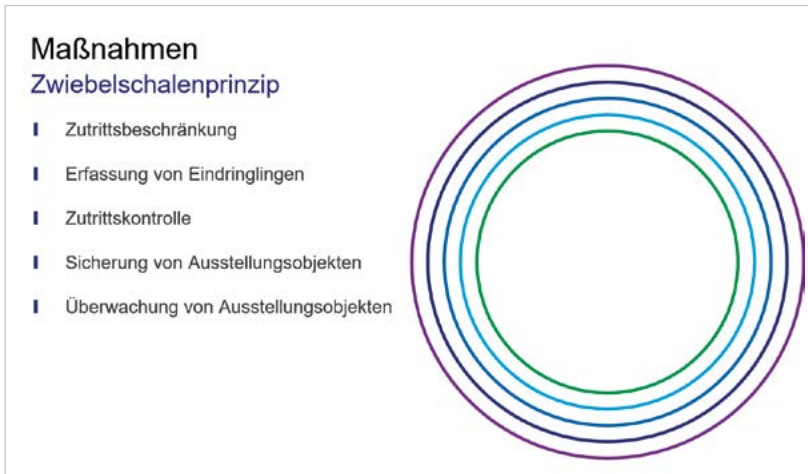 Maßnahmen
Zwiebelschalenprinzip
Zutrittsbeschränkung
Erfassung von Eindringlingen
Zutrittskontrolle
Sicherung von Ausstellungsobjekten
Überwachung von Ausstellungsobjekten